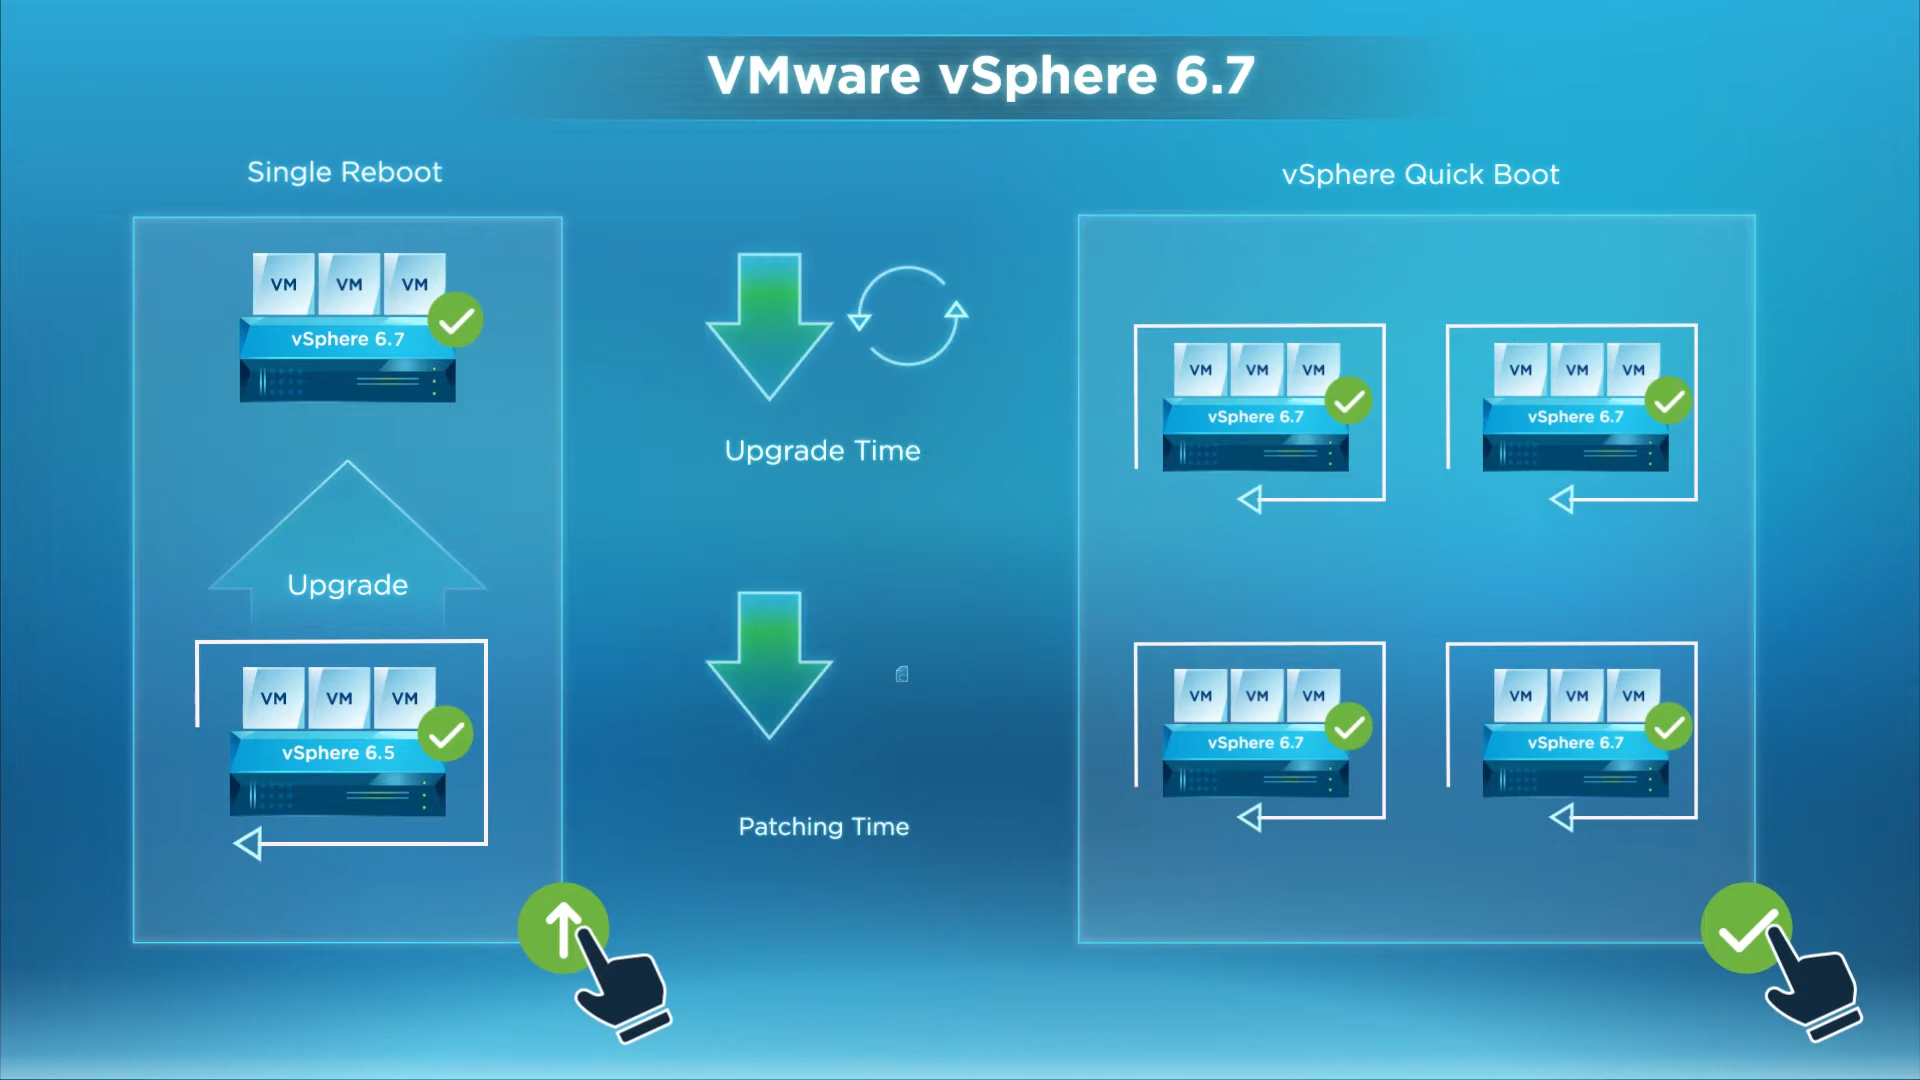 VMware vSphere 6.7
Single Reboot
VM VM VM
vSphere 6.7
Upgrade
VM VM VM
vSphere 6.5
Upgrade Time
Patching Time
vSphere Quick Boot
VM VM VM
vSphere 6.7
VM VM VM
vSphere 6.7
VM VM VM
vSphere 6.7
VM VM VM
vSphere 6.7